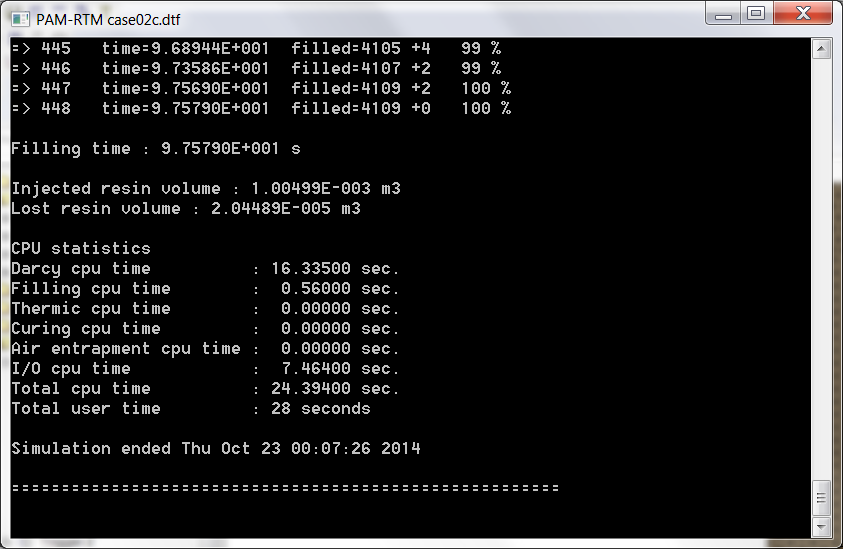 PAM-RTM case02c.dtf
=> 445   time=9.68944E+001  filled=4105 +4   99 %
=> 446   time=9.73586E+001  filled=4107 +2   99 %
=> 447   time=9.75690E+001  filled=4109 +2   100 %
=> 448   time=9.75790E+001  filled=4109 +0   100 %
Filling time : 9.75790E+001 s
Injected resin volume : 1.00499E-003 m3
Lost resin volume : 2.04489E-005 m3
CPU statistics
Darcy cpu time          : 16.33500 sec.
Filling cpu time        :  0.56000 sec.
Thermic cpu time        :  0.00000 sec.
Curing cpu time         :  0.00000 sec.
Air entrapment cpu time :  0.00000 sec.
I/O cpu time            :  7.46400 sec.
Total cpu time          : 24.39400 sec.
Total user time         : 28 seconds
Simulation ended Thu Oct 23 00:07:26 2014
=======================================================